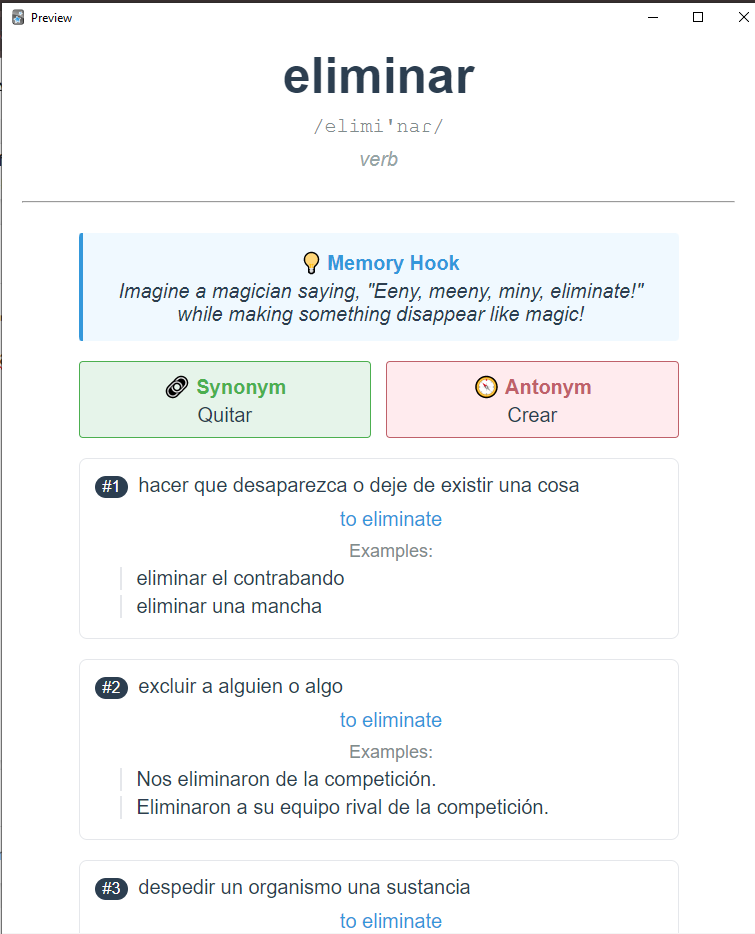 Preview
eliminar
/elimi'naɾ/
verb
Memory Hook
Imagine a magician saying, "Eeny, meeny, miny, eliminate!"
while making something disappear like magic!
Synonym
Quitar
Antonym
Crear
#1 hacer que desaparezca o deje de existir una cosa
to eliminate
Examples:
eliminar el contrabando
eliminar una mancha
#2 excluir a alguien o algo
to eliminate
Examples:
Nos eliminaron de la competición.
Eliminaron a su equipo rival de la competición.
#3 despedir un organismo una sustancia
to eliminate